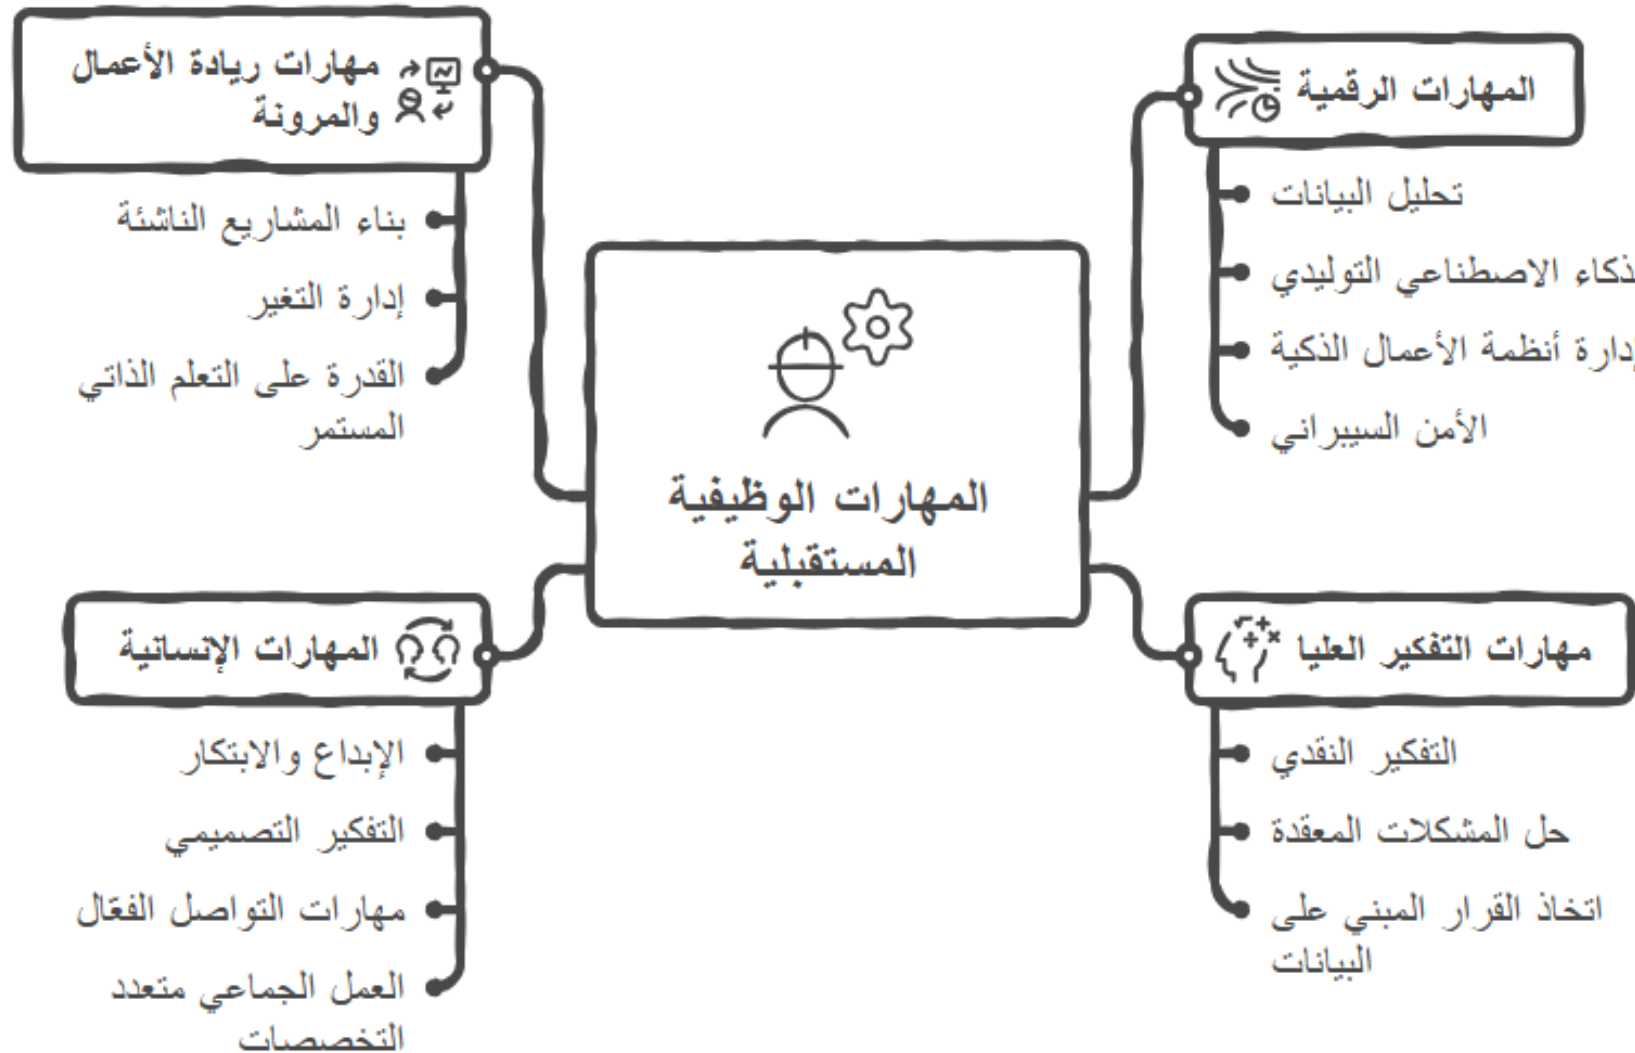 المهارات الرقمية
تحليل البيانات
الاصطناعي التوليدي
أنظمة الأعمال الذكية
الأمن السيبراني
مهارات ريادة الأعمال
والمرونة
بناء المشاريع الناشئة
إدارة التغير
القدرة على التعلم الذاتي
المستمر
المهارات الوظيفية
المستقبلية
مهارات التفكير العليا
التفكير النقدي
حل المشكلات المعقدة
اتخاذ القرار المبني على
البيانات
المهارات الإنسانية
الإبداع والابتكار
التفكير التصميمي
مهارات التواصل الفعّال
العمل الجماعي متعدد
التخصصات